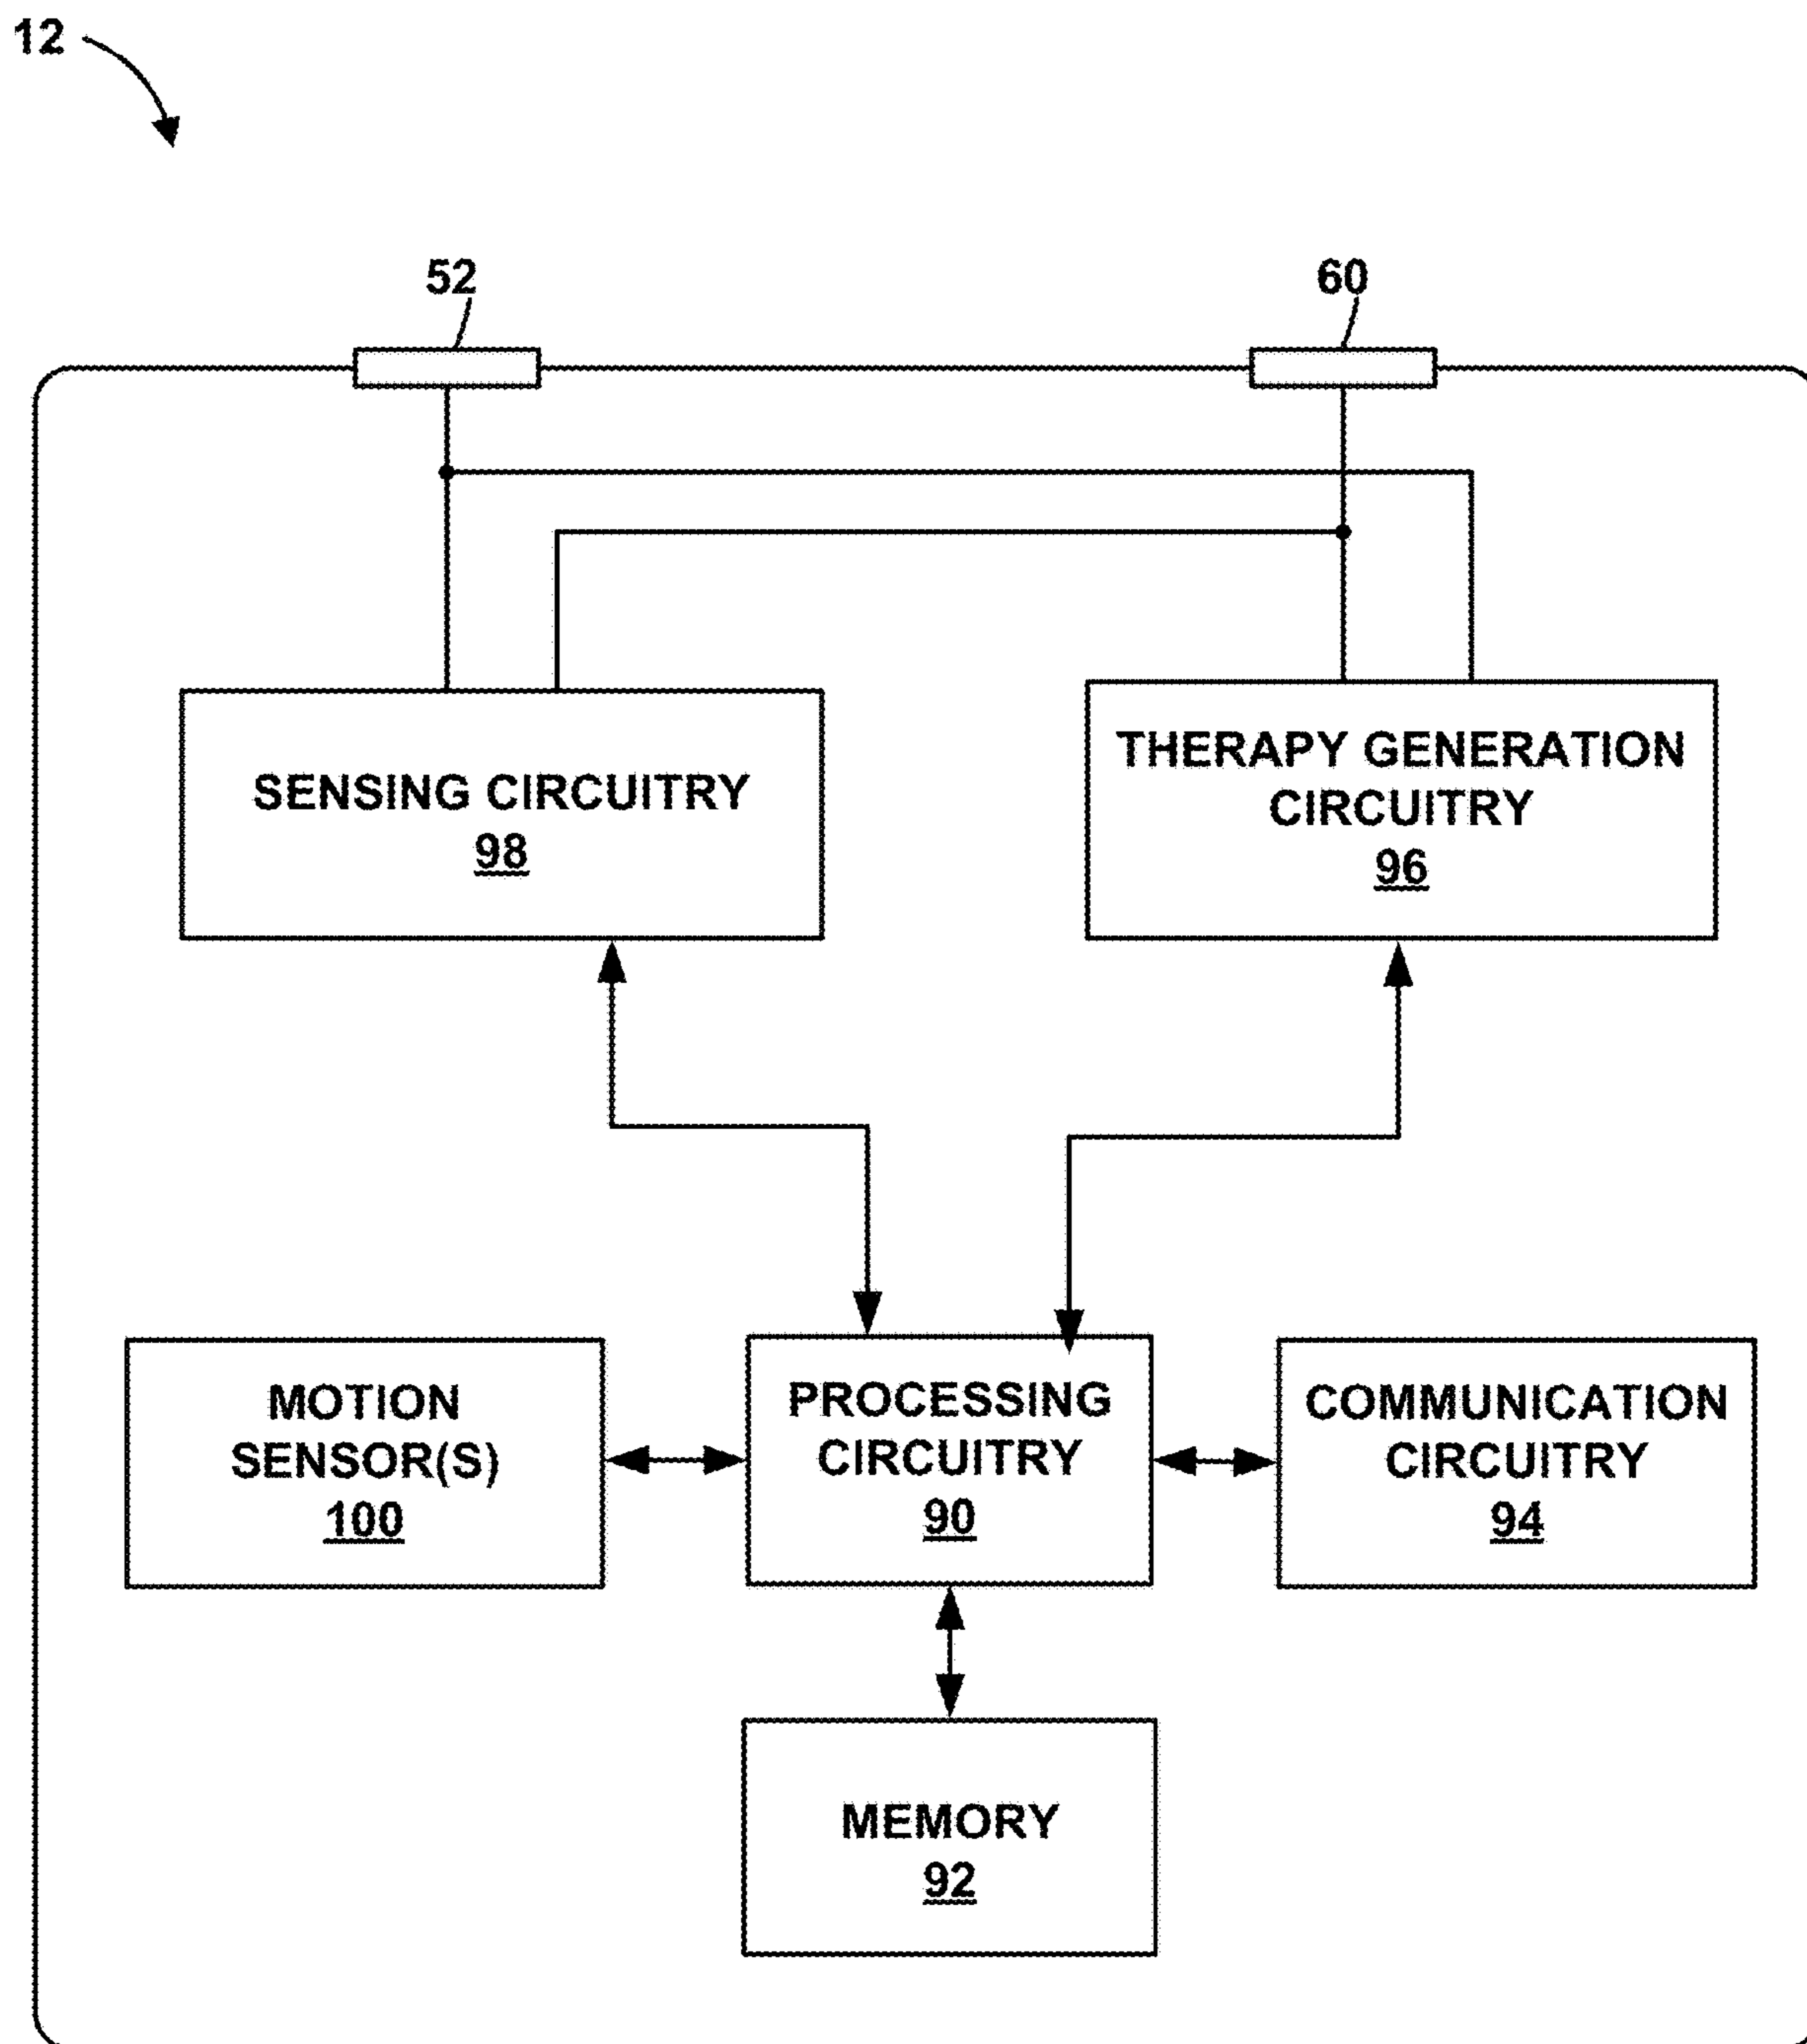 12
52
60
SENSING CIRCUITRY
98
THERAPY GENERATION
CIRCUITRY
96
MOTION
SENSOR(S)
100
PROCESSING
CIRCUITRY
90
COMMUNICATION
CIRCUITRY
94
MEMORY
92